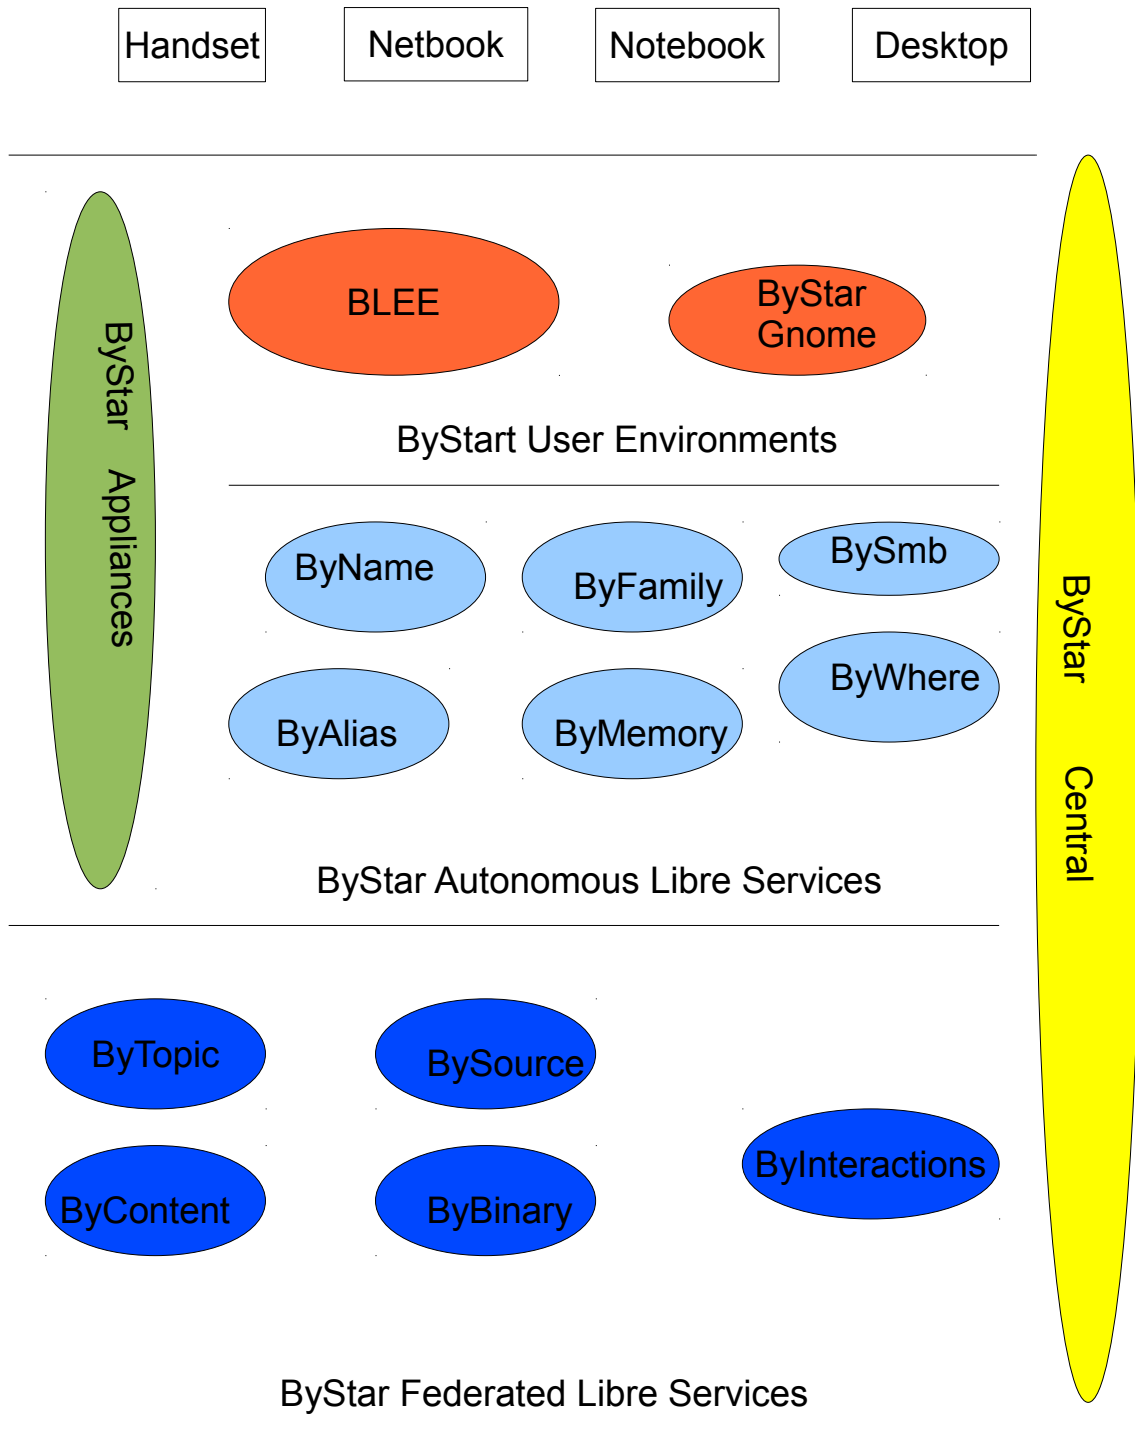 Handset
Netbook
Notebook
Desktop
ByStar Appliances
BLEE
ByStar
Gnome
ByStart User Environments
ByName
ByFamily
BySmb
ByWhere
ByAlias
ByMemory
ByStar Autonomous Libre Services
ByStar Central
ByTopic
BySource
ByInteractions
ByContent
ByBinary
ByStar Federated Libre Services